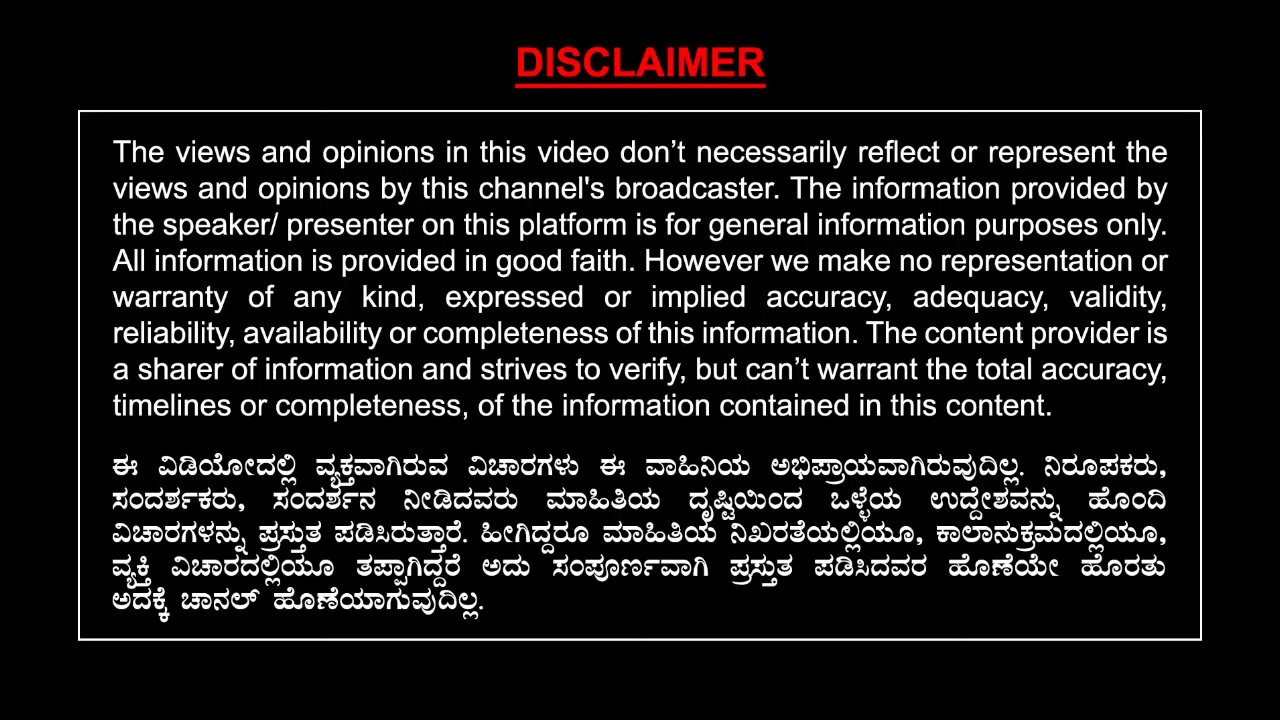 DISCLAIMER
The views and opinions in this video don’t necessarily reflect or represent the
views and opinions by this channel's broadcaster. The information provided by
the speaker/ presenter on this platform is for general information purposes only.
All information is provided in good faith. However we make no representation or
warranty of any kind, expressed or implied accuracy, adequacy, validity,
reliability, availability or completeness of this information. The content provider is
a sharer of information and strives to verify, but can’t warrant the total accuracy,
timelines or completeness, of the information contained in this content.
ಈ ವಿಡಿಯೋದಲ್ಲಿ ವ್ಯಕ್ತವಾಗಿರುವ ವಿಚಾರಗಳು ಈ ವಾಹಿನಿಯ ಅಭಿಪ್ರಾಯವಾಗಿರುವುದಿಲ್ಲ. ನಿರೂಪಕರು,
ಸಂದರ್ಶಕರು, ಸಂದರ್ಶನ ನೀಡಿದವರು ಮಾಹಿತಿಯ ದೃಷ್ಟಿಯಿಂದ ಒಳ್ಳೆಯ ಉದ್ದೇಶವನ್ನು ಹೊಂದಿ
ವಿಚಾರಗಳನ್ನು ಪ್ರಸ್ತುತ ಪಡಿಸಿರುತ್ತಾರೆ. ಹೀಗಿದ್ದರೂ ಮಾಹಿತಿಯ ನಿಖರತೆಯಲ್ಲಿಯೂ, ಕಾಲಾನುಕ್ರಮದಲ್ಲಿಯೂ,
ವ್ಯಕ್ತಿ ವಿಚಾರದಲ್ಲಿಯೂ ತಪ್ಪಾಗಿದ್ದರೆ ಅದು ಸಂಪೂರ್ಣವಾಗಿ ಪ್ರಸ್ತುತ ಪಡಿಸಿದವರ ಹೊಣೆಯೇ ಹೊರತು
ಅದಕ್ಕೆ ಚಾನಲ್ ಹೊಣೆಯಾಗುವುದಿಲ್ಲ.